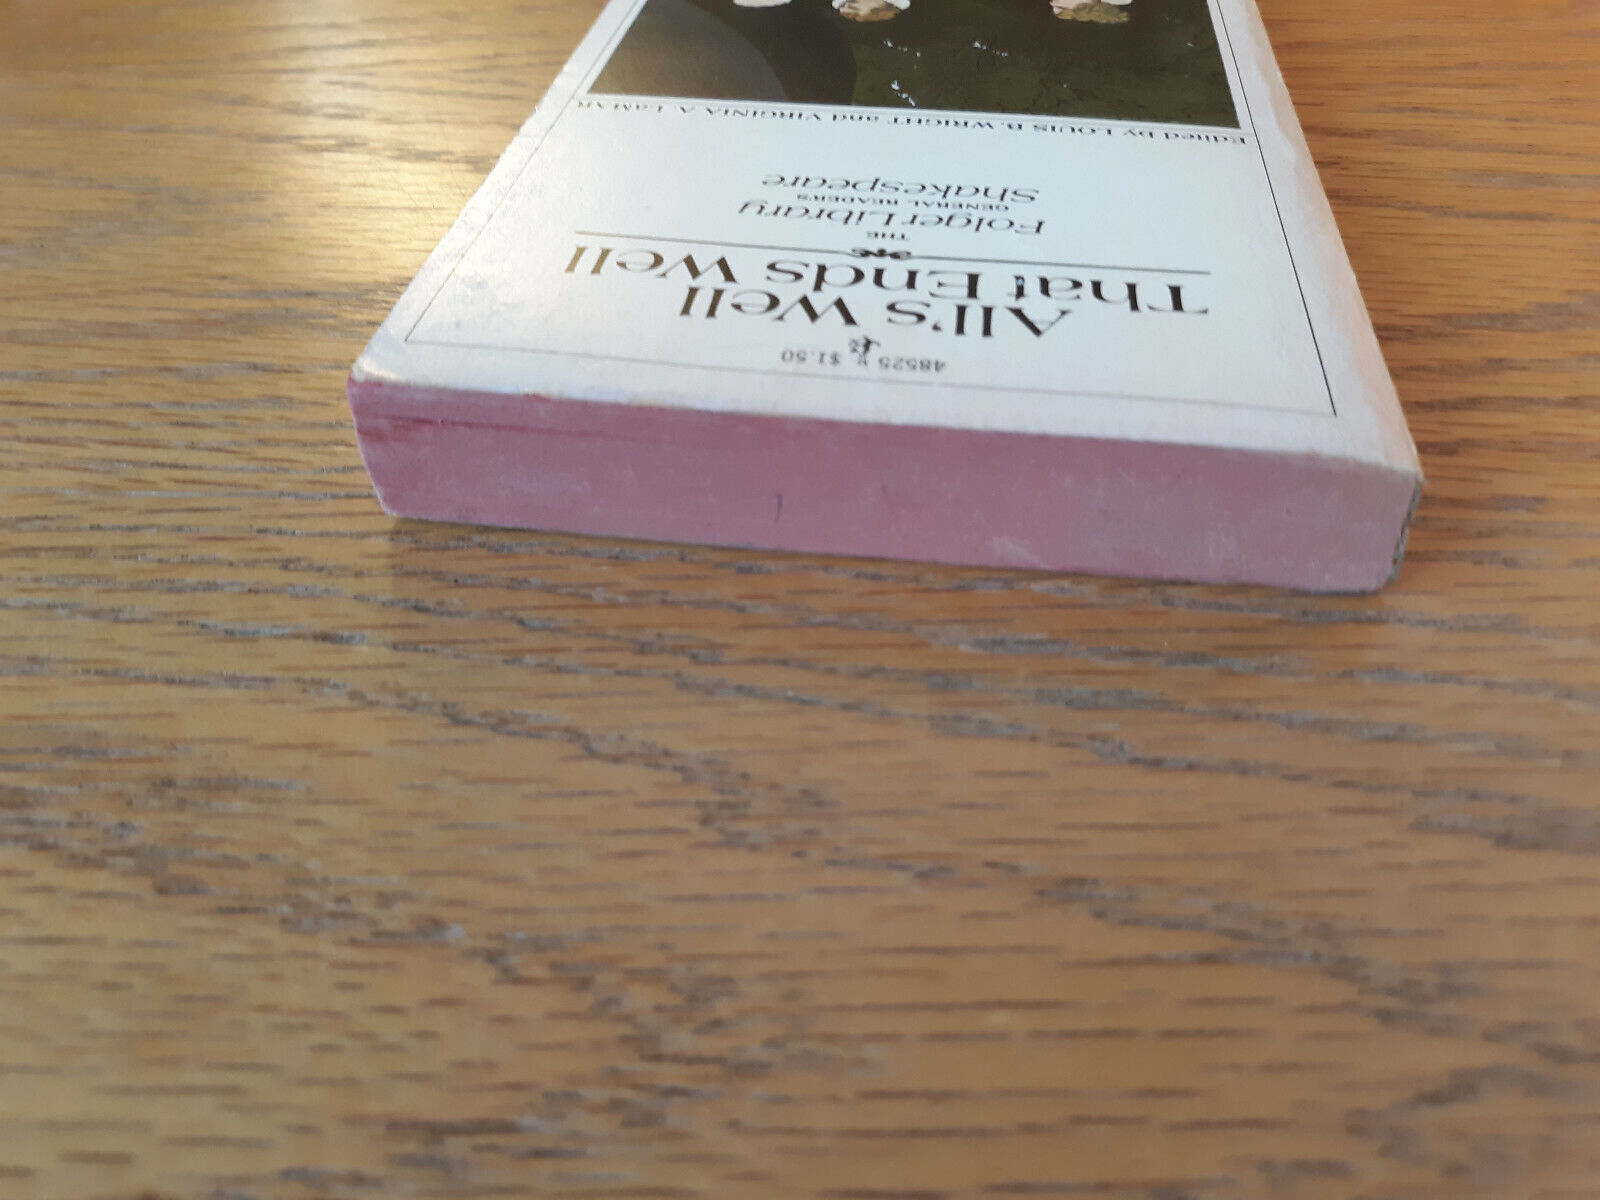 48525 $1.50
All's Well
That Ends Well
THE
Folger Library
GENERAL READER'S
Shakespeare
Edited by LOUIS B. WRIGHT and VIRGINIA A. LaMAR